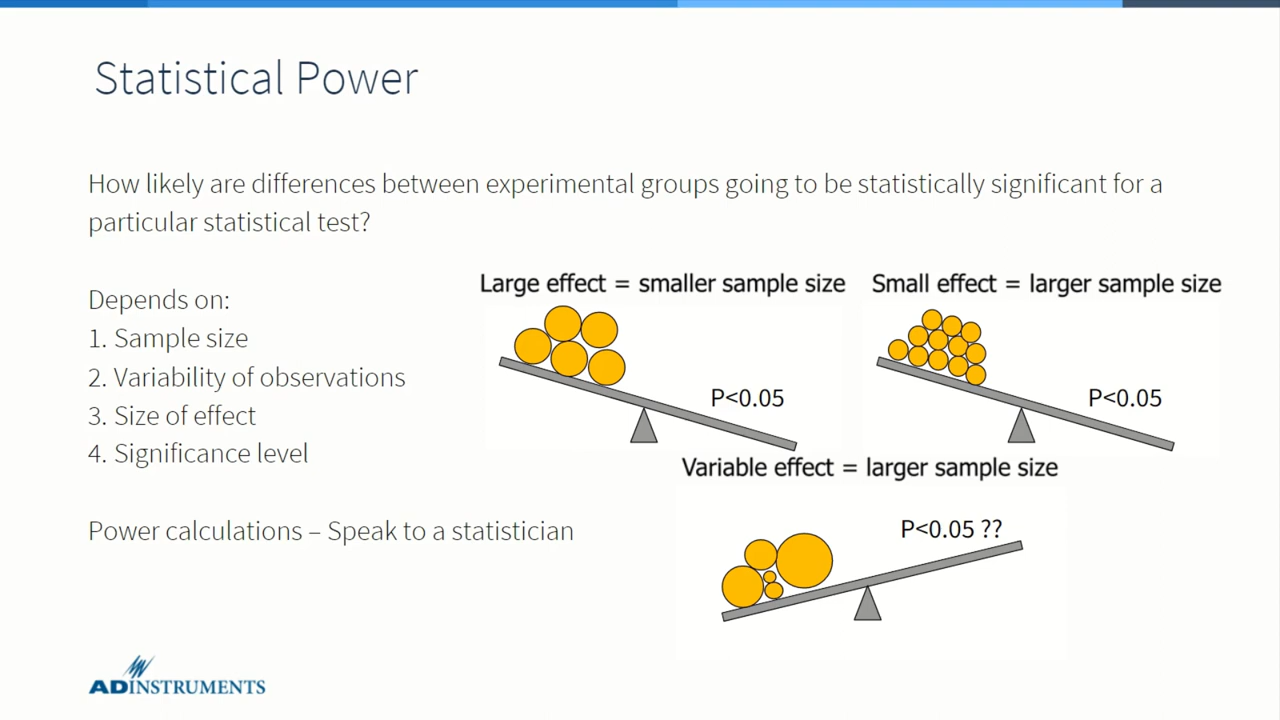 Statistical Power
How likely are differences between experimental groups going to be statistically significant for a
particular statistical test?
Depends on:
1. Sample size
2. Variability of observations
3. Size of effect
4. Significance level
Power calculations – Speak to a statistician
Large effect = smaller sample size
P<0.05
Small effect = larger sample size
P<0.05
Variable effect = larger sample size
P<0.05 ??
ADINSTRUMENTS